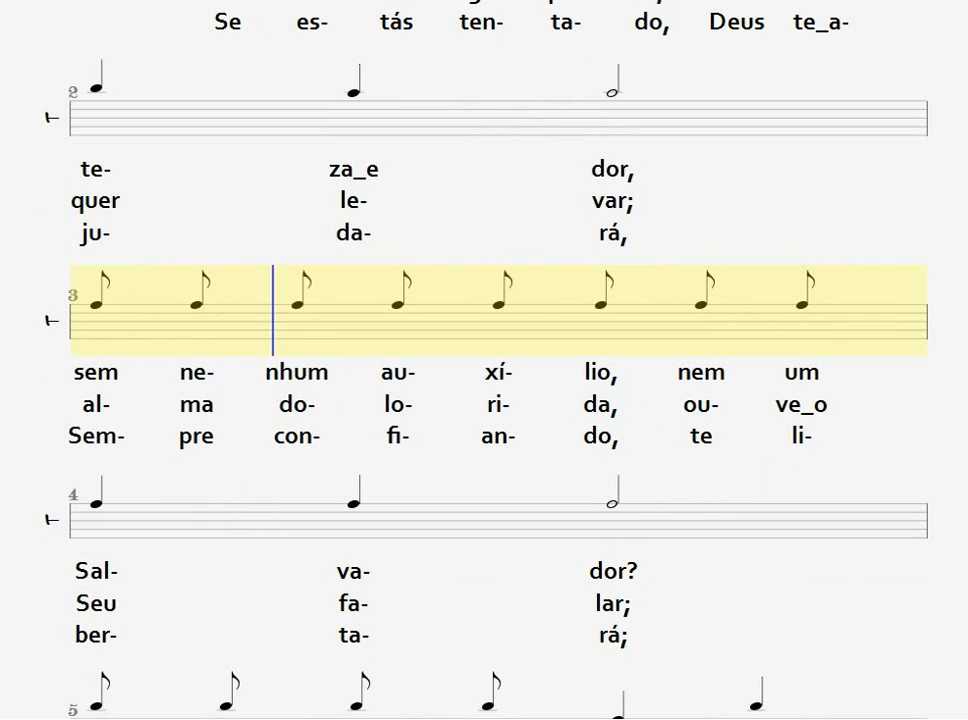 Se es- tás ten- ta- do, Deus te_a-
2
te- za_e dor,
quer le- var;
ju- da- rá,
3
sem ne- nhum au- xí- lio, nem um
al- ma do- lo- ri- da, ou- ve_o
Sem- pre con- fi- an- do, te li-
4
Sal- va- dor?
Seu fa- lar;
ber- ta- rá;
5